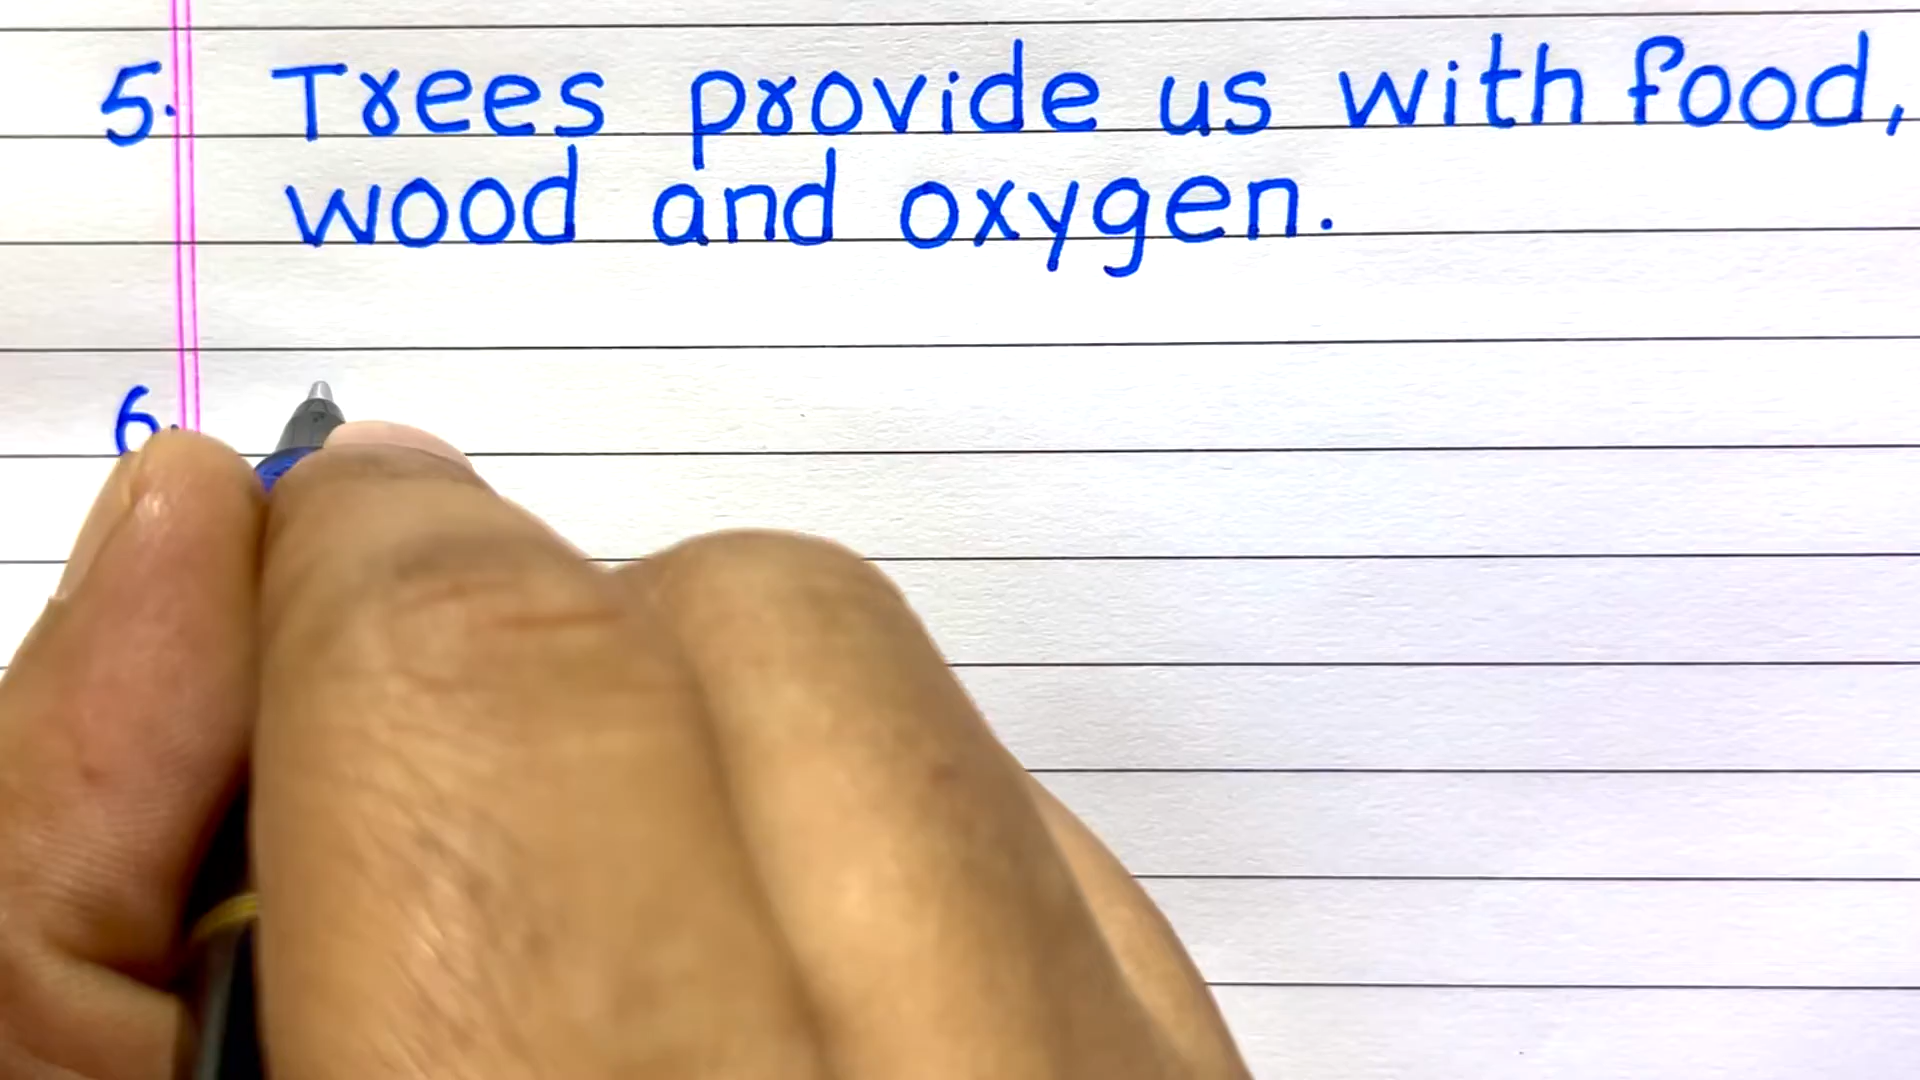 5. Trees provide us with food,
wood and oxygen.
6.